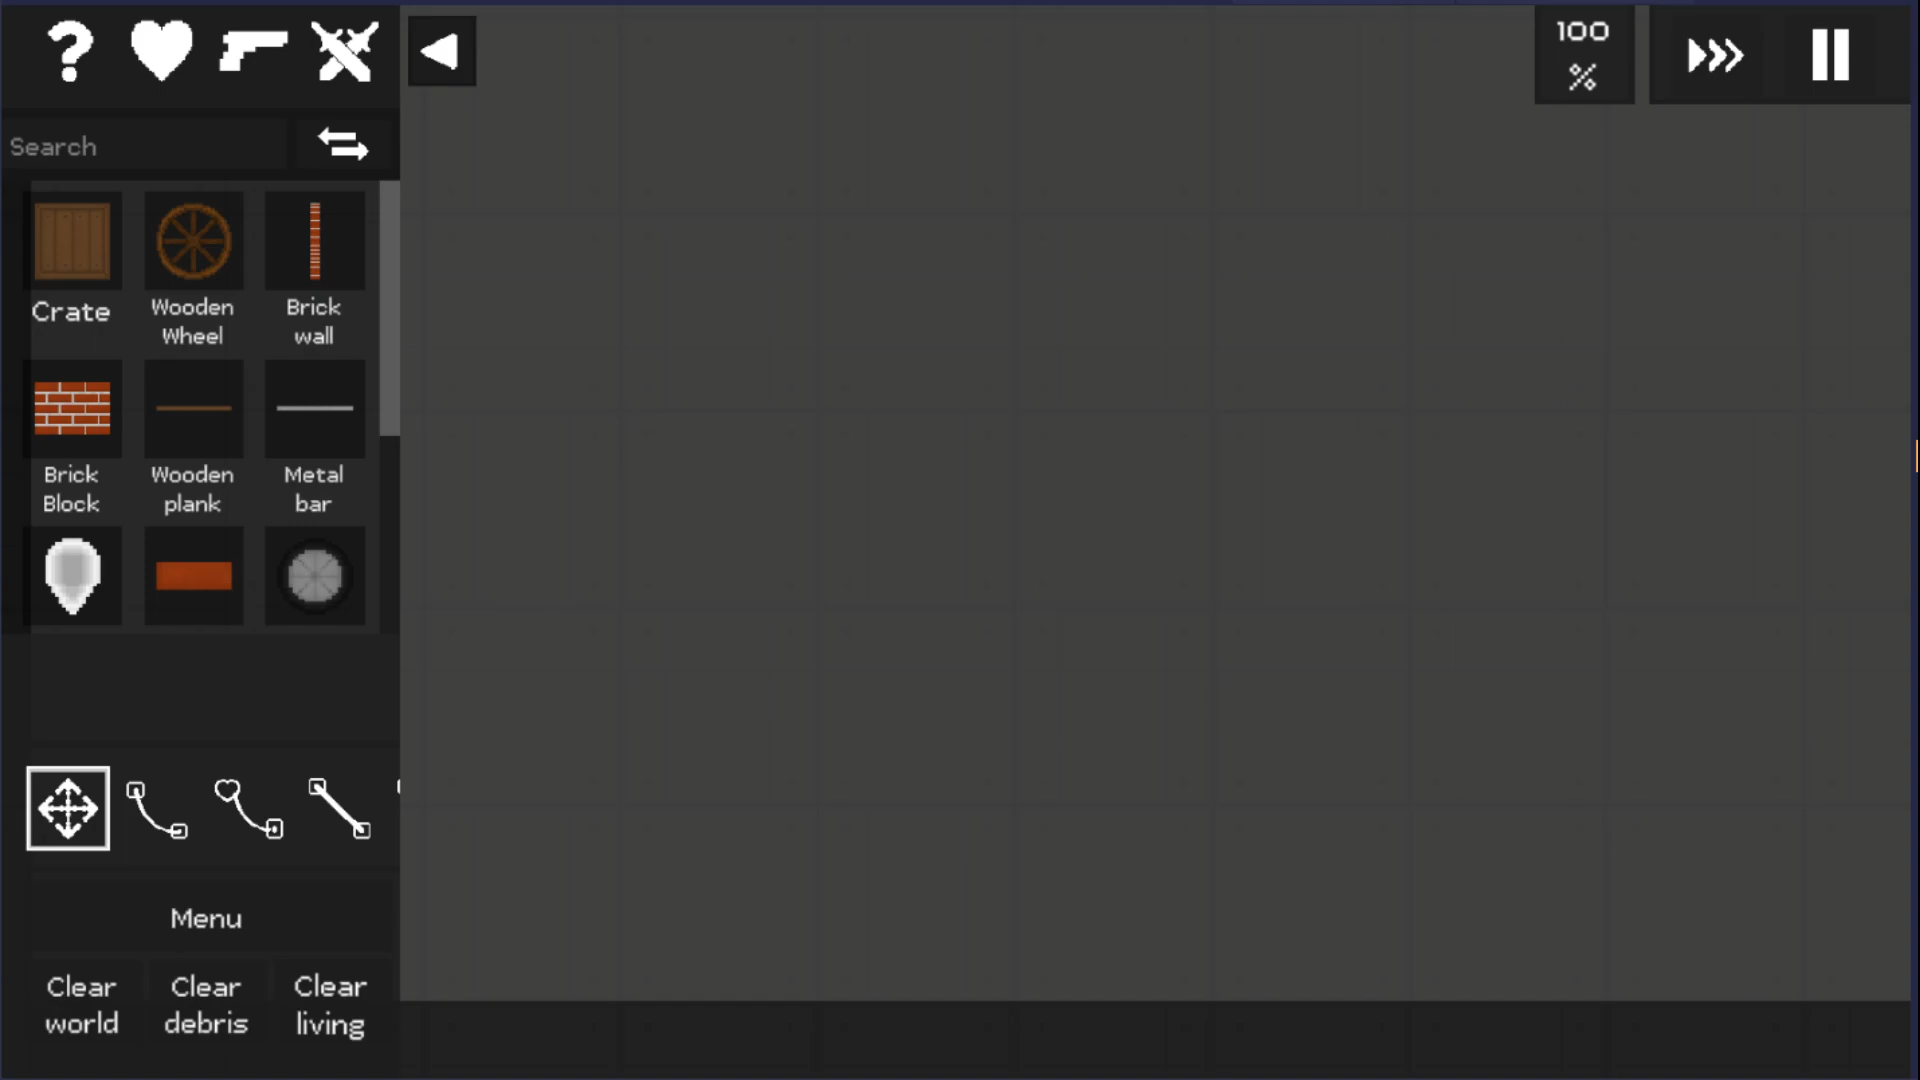 100
%
Search
Crate
Wooden
Wheel
Brick
wall
Brick
Block
Wooden
plank
Metal
bar
Menu
Clear
world
Clear
debris
Clear
living